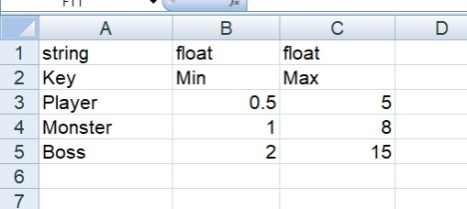 F11
A B C D
1 string float float
2 Key Min Max
3 Player 0.5 5
4 Monster 1 8
5 Boss 2 15
6
7